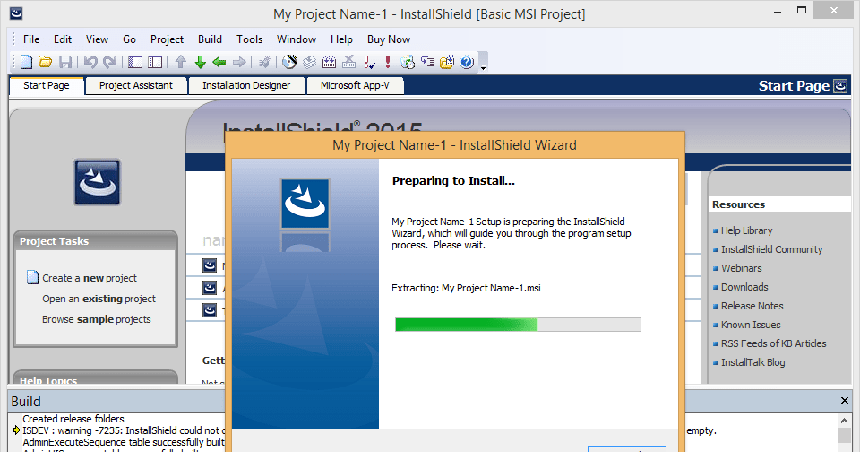 My Project Name-1 - InstallShield [Basic MSI Project]
File Edit View Go Project Build Tools Window Help Buy Now
Start Page Project Assistant Installation Designer Microsoft App-V Start Page
InstallShield® 2015
My Project Name-1 - InstallShield Wizard
Preparing to Install...
My Project Name-1 Setup is preparing the InstallShield
Wizard, which will guide you through the program setup
process. Please wait.
Extracting: My Project Name-1.msi
Project Tasks
Create a new project
Open an existing project
Browse sample projects
Help Topics
Resources
Help Library
InstallShield Community
Webinars
Downloads
Release Notes
Known Issues
RSS Feeds of KB Articles
InstallTalk Blog
Build
Created release folders
ISDEV : warning -7235: InstallShield could not empty.
AdminExecuteSequence table successfully built